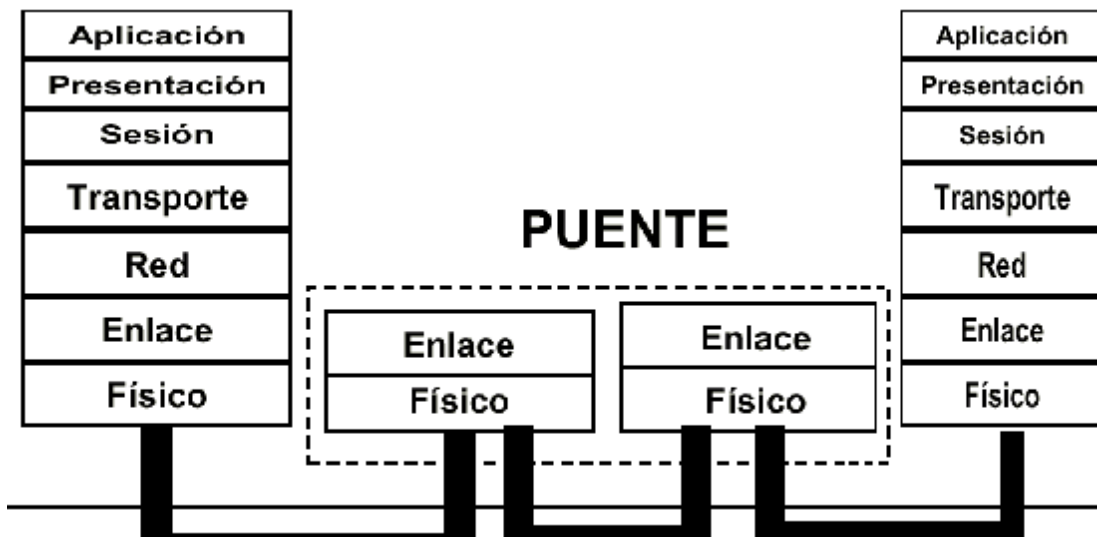 Aplicación
Presentación
Sesión
Transporte
Red
Enlace
Físico
PUENTE
Enlace
Físico
Enlace
Físico
Aplicación
Presentación
Sesión
Transporte
Red
Enlace
Físico